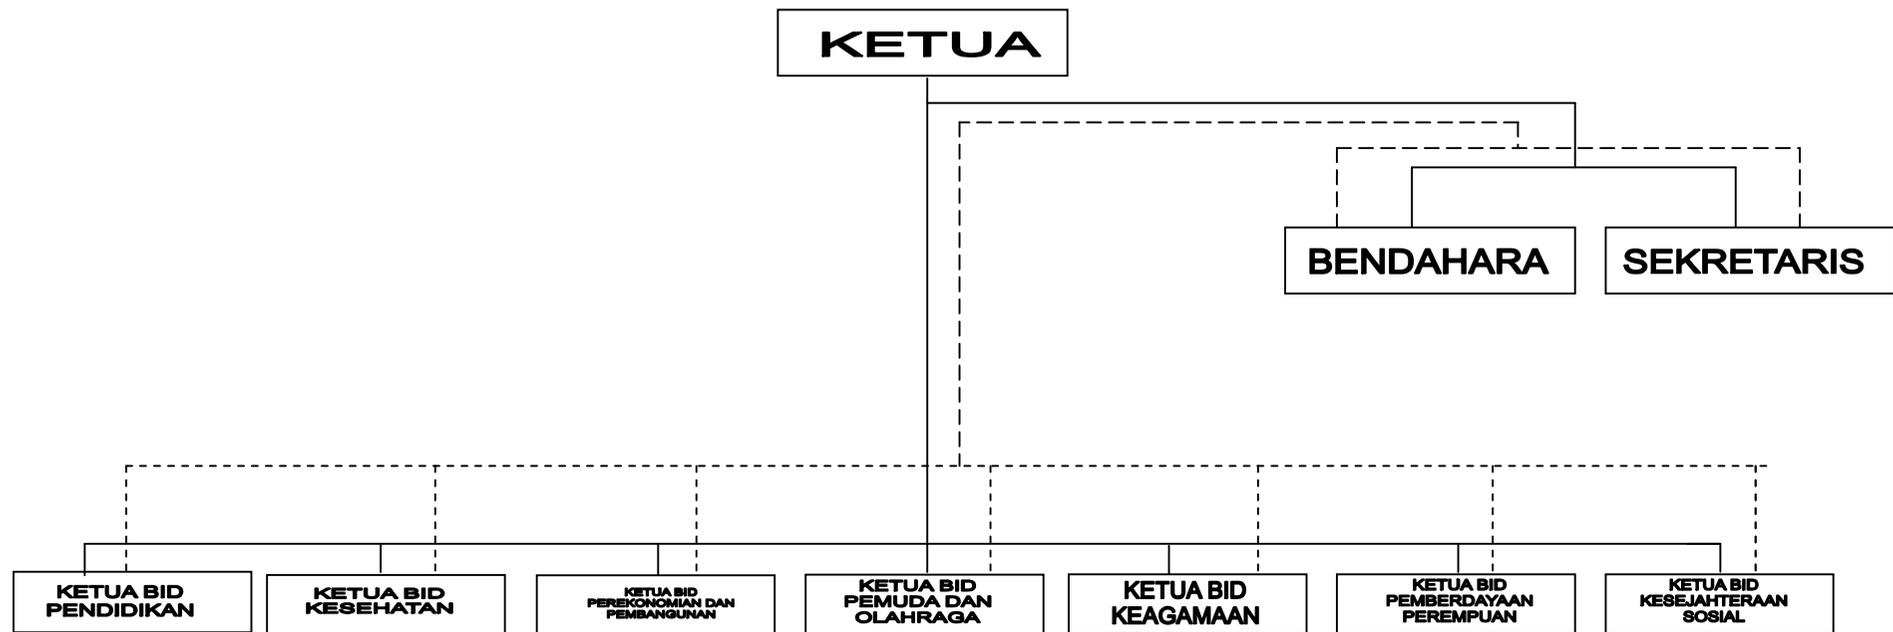 KETUA
BENDAHARA
SEKRETARIS
KETUA BID
PENDIDIKAN
KETUA BID
KESEHATAN
KETUA BID
PEREKONOMIAN DAN
PEMBANGUNAN
KETUA BID
PEMUDA DAN
OLAHRAGA
KETUA BID
KEAGAMAAN
KETUA BID
PEMBERDAYAAN
PEREMPUAN
KETUA BID
KESEJAHTERAAN
SOSIAL